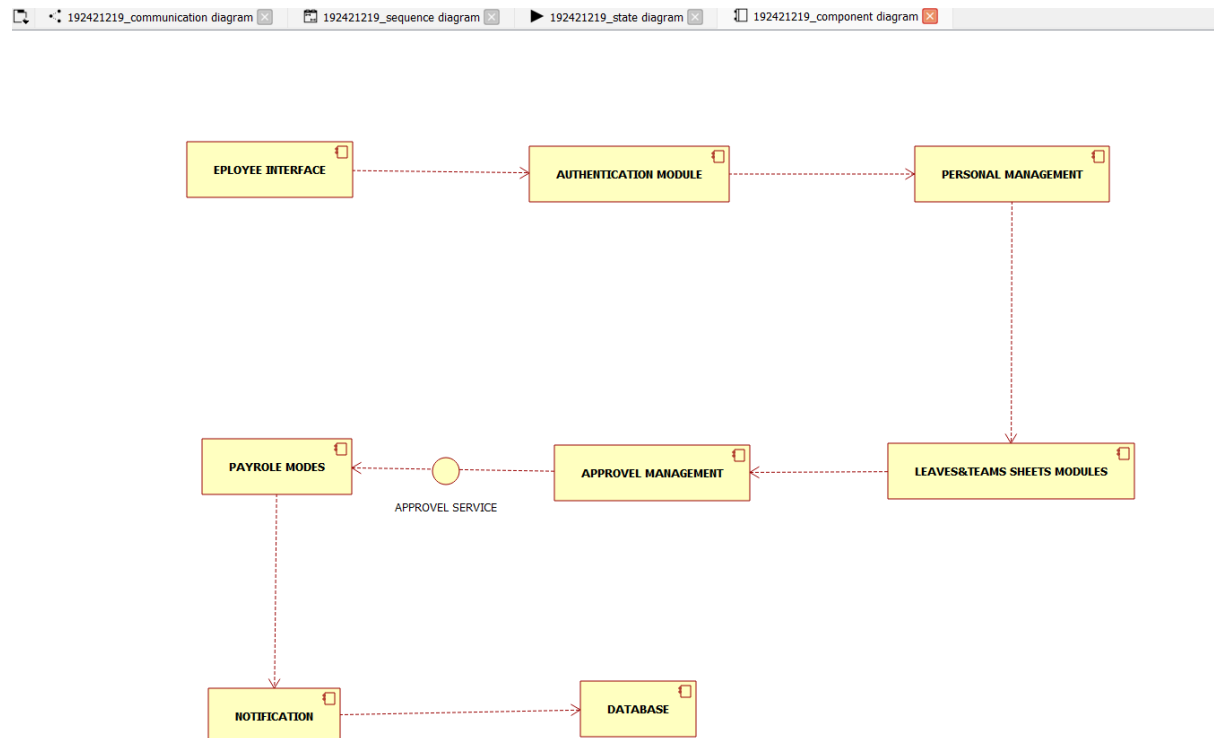 192421219_communication diagram
192421219_sequence diagram
192421219_state diagram
192421219_component diagram
EPLOYEE INTERFACE
AUTHENTICATION MODULE
PERSONAL MANAGEMENT
PAYROLE MODES
APPROVEL SERVICE
APPROVEL MANAGEMENT
LEAVES&TEAMS SHEETS MODULES
NOTIFICATION
DATABASE